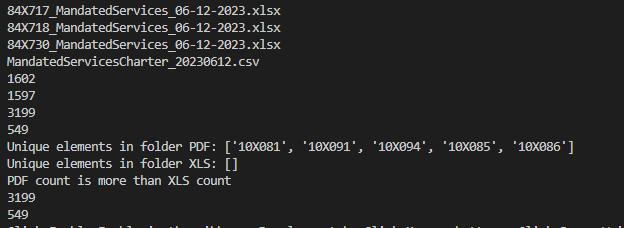 84X717_MandatedServices_06-12-2023.xlsx
84X718_MandatedServices_06-12-2023.xlsx
84X730_MandatedServices_06-12-2023.xlsx
MandatedServicesCharter_20230612.csv
1602
1597
3199
549
Unique elements in folder PDF: ['10X081', '10X091', '10X094', '10X085', '10X086']
Unique elements in folder XLS: []
PDF count is more than XLS count
3199
549